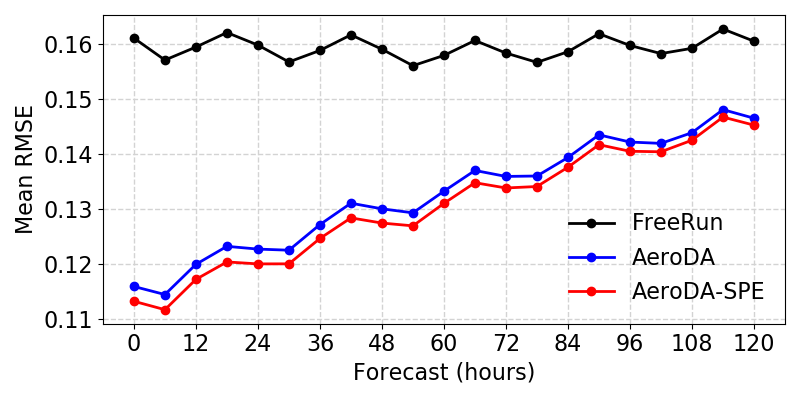 0.16
0.15
0.14
0.13
0.12
0.11
Mean RMSE
FreeRun
AeroDA
AeroDA-SPE
0 12 24 36 48 60 72 84 96 108 120
Forecast (hours)